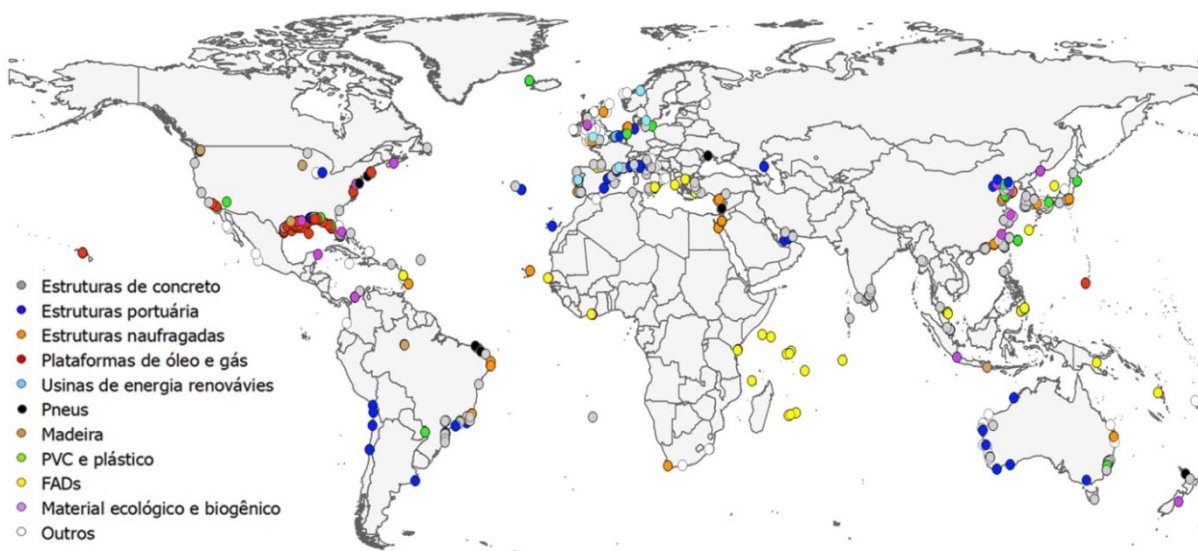 Estruturas de concreto
Estruturas portuária
Estruturas naufragadas
Plataformas de óleo e gás
Usinas de energia renovávies
Pneus
Madeira
PVC e plástico
FADs
Material ecológico e biogênico
Outros